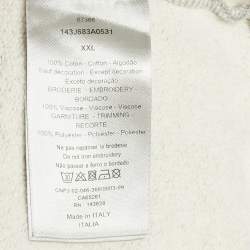 143J683A0531
XXL
100% Coton - Cotton - Algodão
Sauf décoration - Except decoration
Exceto decoração
BRODERIE - EMBROIDERY -
BORDADO
100% Viscose - Viscose - Viscose
GARNITURE - TRIMMING -
RECORTE
100% Polyester - Polyester - Poliester
Ne pas repasser la broderie
Do not iron the embroidery
Não passar a ferro o bordado
Made in ITALY
ITALIA